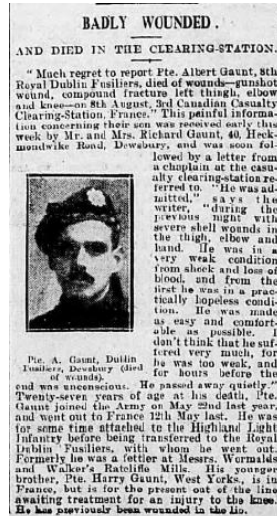 BADLY WOUNDED.
AND DIED IN THE CLEARING-STATION.
"Much regret to report Pte. Albert Gaunt, 8th
Royal Dublin Fusiliers, died of wounds—gunshot
wound, compound fracture left thigh, elbow
and knee—on 8th August, 3rd Canadian Casualty
Clearing-Station, France." This painful informa-
tion concerning their son was received early this
week by Mr. and Mrs. Richard Gaunt, 40, Heck-
mondwike Road, Dewsbury, and was soon fol-
lowed by a letter from
a chaplain at the casu-
alty clearing-station re-
ferred to. "He was ad-
mitted," says the
writer, "during the
previous night with
severe shell wounds in
the thigh, elbow and
hand. He was in a
very weak condition
from shock and loss of
blood, and from the
first he was in a prac-
tically hopeless condi-
tion. He was made
as easy and comfort-
able as possible. I
don't think that he suf-
fered very much, for
he was too weak, and
for hours before the
Pte. A. Gaunt, Dublin
Fusiliers, Dewsbury (died
of wounds).
end was unconscious. He passed away quietly."
Twenty-seven years of age at his death, Pte.
Gaunt joined the Army on May 22nd last year,
and went out to France 12th May last. He was
for some time attached to the Highland Light
Infantry before being transferred to the Royal
Dublin Fusiliers, with whom he went out.
Formerly he was a fettler at Messrs. Wormalds
and Walker's Ratcliffe Mills. His younger
brother, Pte. Harry Gaunt, West Yorks., is in
France, but is for the present out of the line
awaiting treatment for an injury to the knee.
He has previously been wounded in the lip.